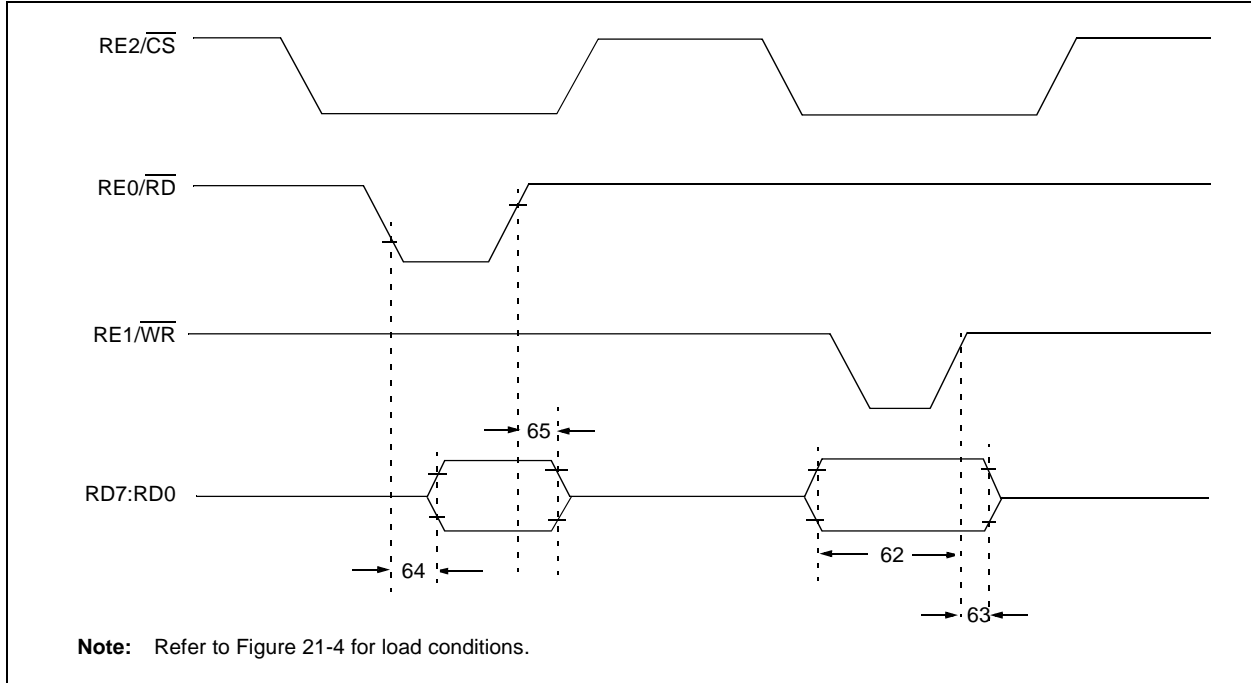 RE2/CS
RE0/RD
RE1/WR
65
RD7:RD0
64
62
63
Note: Refer to Figure 21-4 for load conditions.